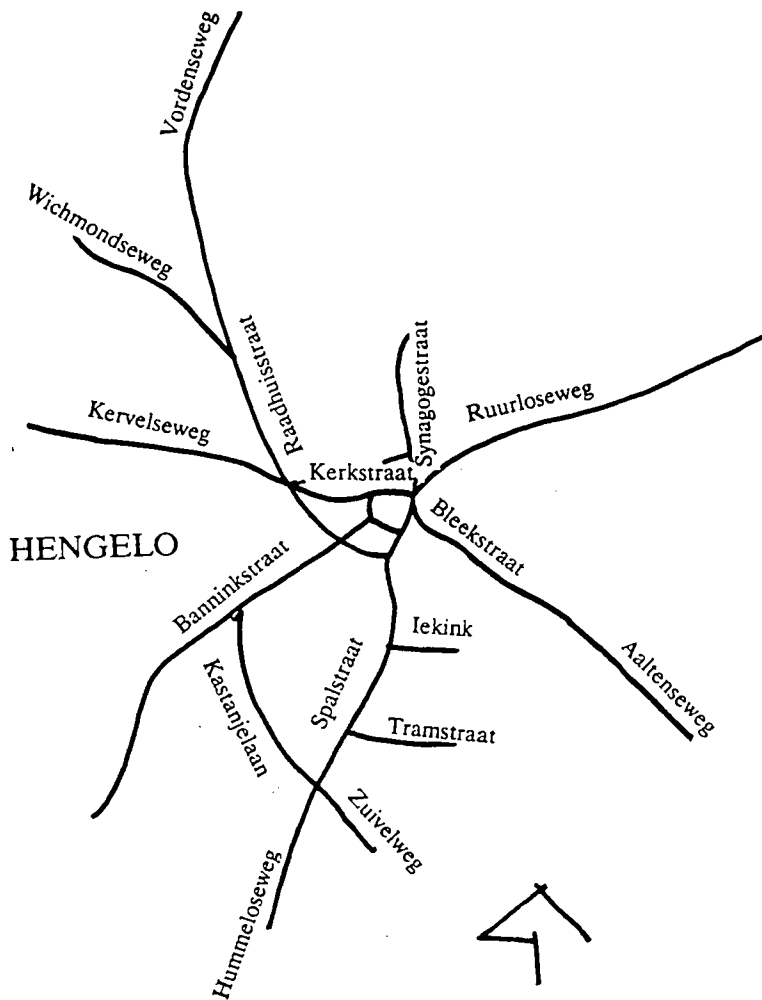 Vordenseweg
Wichmondseweg
Raadhuisstraat
Synagogestraat
Ruurloseweg
Kervelseweg
Kerkstraat
Bleekstraat
HENGELO
Banninkstraat
Iekink
Aaltenseweg
Kastanjelaan
Spalstraat
Tramstraat
Zuivelweg
Hummeloseweg